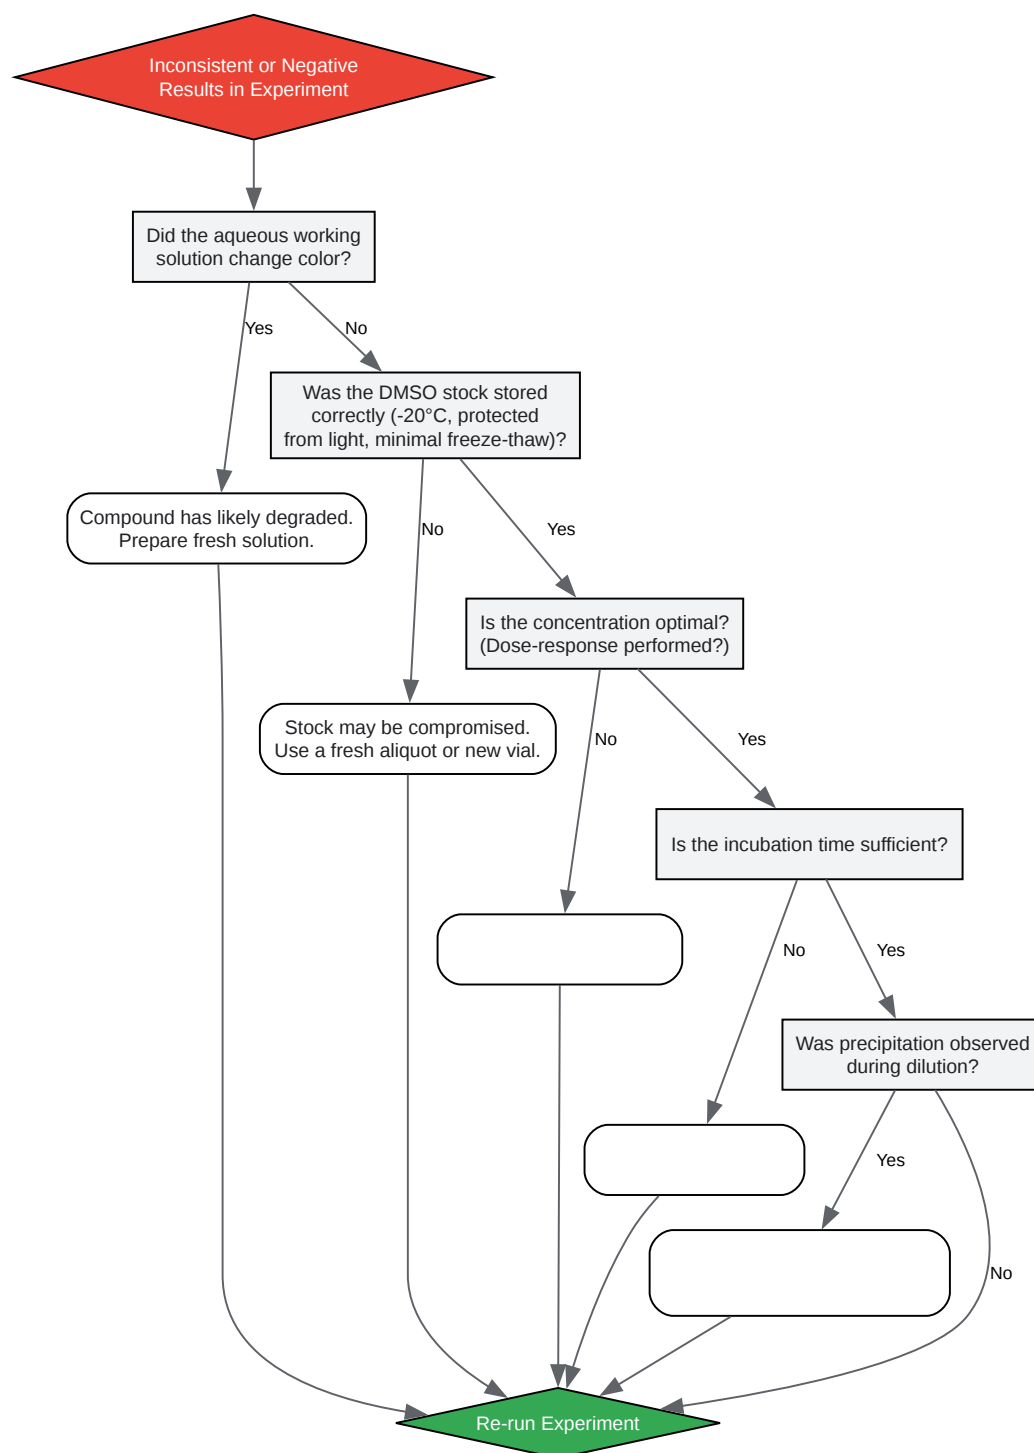 Inconsistent or Negative
Results in Experiment
Did the aqueous working
solution change color?
Yes
No
Was the DMSO stock stored
correctly (-20°C, protected
from light, minimal freeze-thaw)?
Compound has likely degraded.
Prepare fresh solution.
No
Yes
Is the concentration optimal?
(Dose-response performed?)
Stock may be compromised.
Use a fresh aliquot or new vial.
No
Yes
Is the incubation time sufficient?
No
Yes
Was precipitation observed
during dilution?
Yes
No
Re-run Experiment